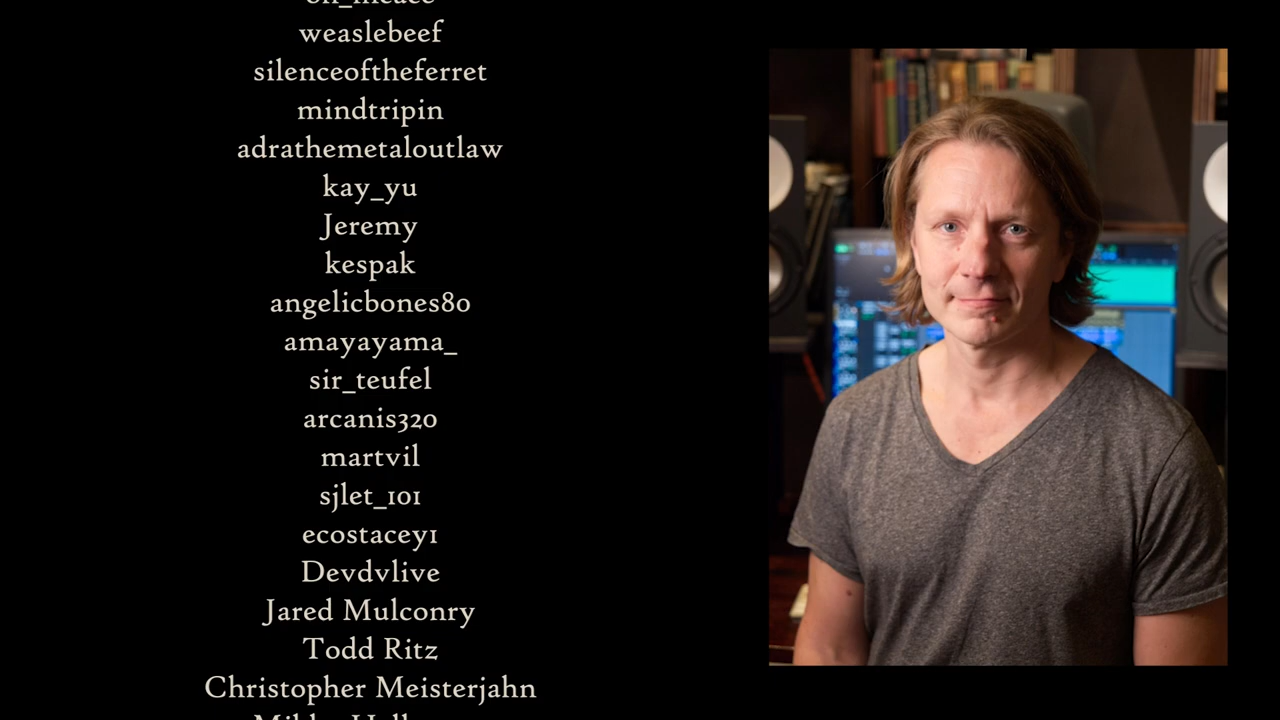 weaslebeef
silenceoftheferret
mindtripin
adrathemetaloutlaw
kay_yu
Jeremy
kespak
angelicbones80
amayayama_
sir_teufel
arcanis320
martvil
sjlet_101
ecostacey1
Devdvlive
Jared Mulconry
Todd Ritz
Christopher Meisterjahn